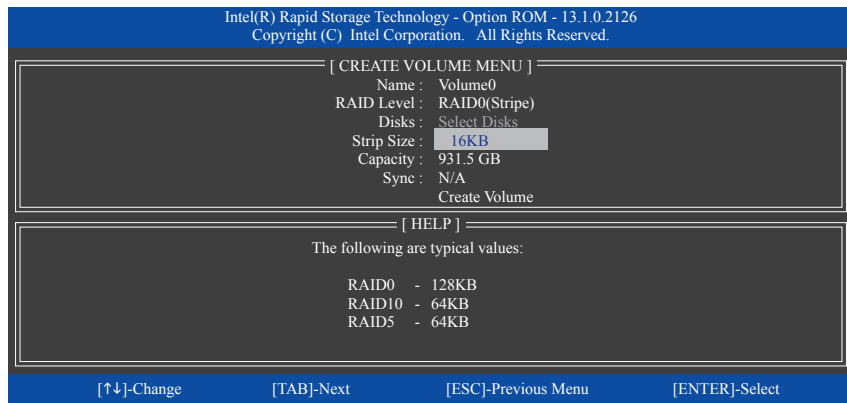 Intel(R) Rapid Storage Technology - Option ROM - 13.1.0.2126
Copyright (C) Intel Corporation. All Rights Reserved.
[ CREATE VOLUME MENU ]
Name : Volume0
RAID Level : RAID0(Stripe)
Disks : Select Disks
Strip Size : 16KB
Capacity : 931.5 GB
Sync : N/A
Create Volume
[ HELP ]
The following are typical values:
RAID0 - 128KB
RAID10 - 64KB
RAID5 - 64KB
[↑↓]-Change [TAB]-Next [ESC]-Previous Menu [ENTER]-Select